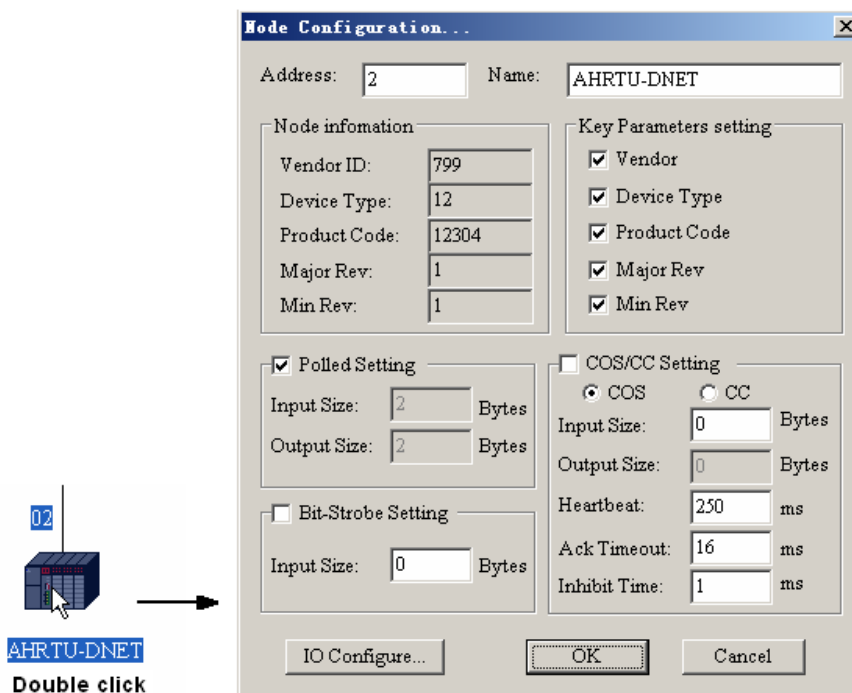 Node Configuration...
Address: 2 Name: AHRTU-DNET
Node infomation
Vendor ID: 799
Device Type: 12
Product Code: 12304
Major Rev: 1
Min Rev: 1
Key Parameters setting
Vendor
Device Type
Product Code
Major Rev
Min Rev
Polled Setting
Input Size: 2 Bytes
Output Size: 2 Bytes
Bit-Strobe Setting
Input Size: 0 Bytes
COS/CC Setting
COS CC
Input Size: 0 Bytes
Output Size: 0 Bytes
Heartbeat: 250 ms
Ack Timeout: 16 ms
Inhibit Time: 1 ms
IO Configure... OK Cancel
02
AHRTU-DNET
Double click